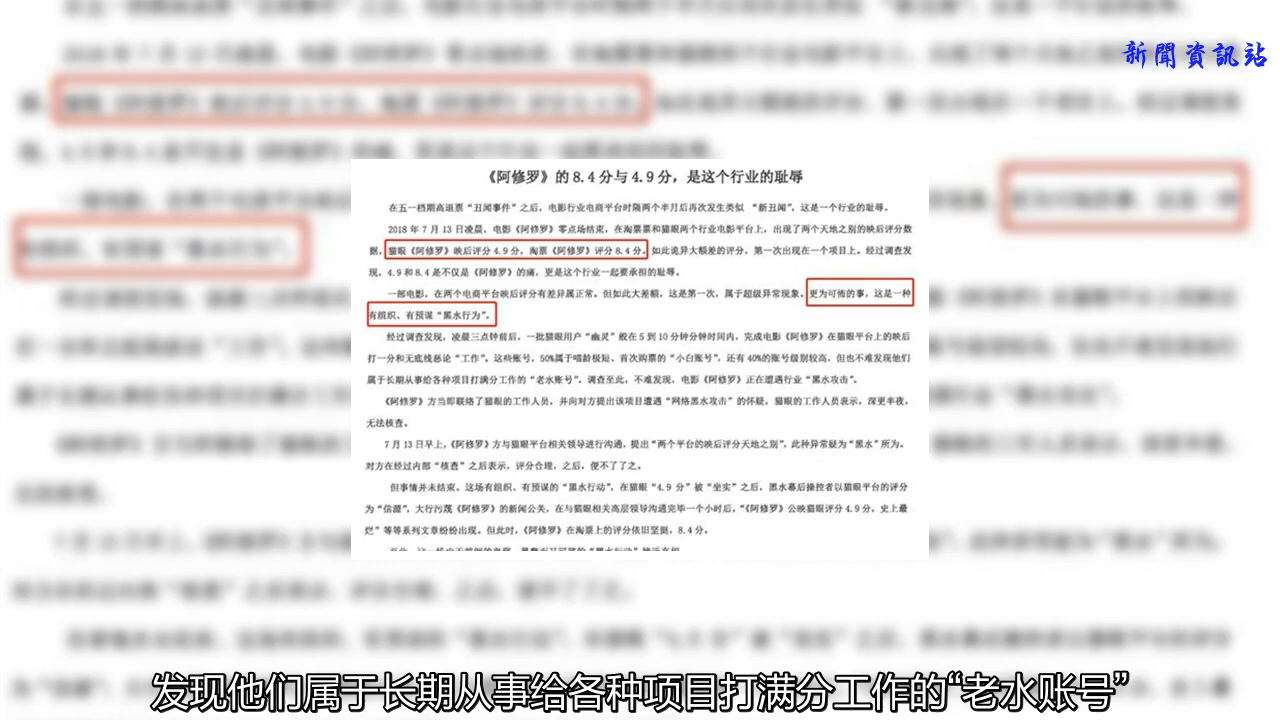 新聞資訊站
《阿修罗》的 8.4 分与 4.9 分，是这个行业的耻辱
在五一档期高退票“丑闻事件”之后，电影行业电商平台时隔两个半月后再次发生类似 “新丑闻”，这是一个行业的耻辱。
2018 年 7 月 13 日凌晨，电影《阿修罗》零点场结束，在淘票票和猫眼两个行业电影平台上，出现了两个天地之别的映后评分数
据，猫眼《阿修罗》映后评分 4.9 分，淘票《阿修罗》评分 8.4 分。如此诡异大额差的评分，第一次出现在一个项目上。经过调查发
现，4.9 和 8.4 是不仅是《阿修罗》的痛，更是这个行业一起要承担的耻辱。
一部电影，在两个电商平台映后评分有差异属正常。但如此大差额，这是第一次，属于超级异常现象。更为可怖的事，这是一种
有组织、有预谋“黑水行为”。
经过调查发现，凌晨三点钟前后，一批猫眼用户“幽灵”般在 5 到 10 分钟分钟时间内，完成电影《阿修罗》在猫眼平台上的映后
打一分和无底线恶论“工作”。这些账号，50%属于唱龄极短、首次购票的“小白账号”，还有 40%的账号级别较高，但也不难发现他们
属于长期从事给各种项目打满分工作的“老水账号”，调查至此，不难发现，电影《阿修罗》正在遭遇行业“黑水攻击”。
《阿修罗》方当即联络了猫眼的工作人员，并向对方提出该项目遭遇“网络黑水攻击”的怀疑，猫眼的工作人员表示，深更半夜，
无法核查。
7 月 13 日早上，《阿修罗》方与猫眼平台相关领导进行沟通，提出“两个平台的映后评分天地之别”，此种异常疑为“黑水”所为。
对方在经过内部“核查”之后表示，评分合理，之后，便不了了之。
但事情并未结束。这场有组织、有预谋的“黑水行动”，在猫眼“4.9 分”被“坐实”之后，黑水幕后操控者以猫眼平台的评分
为“信源”，大行污蔑《阿修罗》的新闻公关，在与猫眼相关高层领导沟通完毕一个小时后，“《阿修罗》公映猫眼评分 4.9 分，史上最
烂”等等系列文章纷纷出现。但此时，《阿修罗》在淘票上的评分依旧坚挺，8.4 分。
发现他们属于长期从事给各种项目打满分工作的“老水账号”